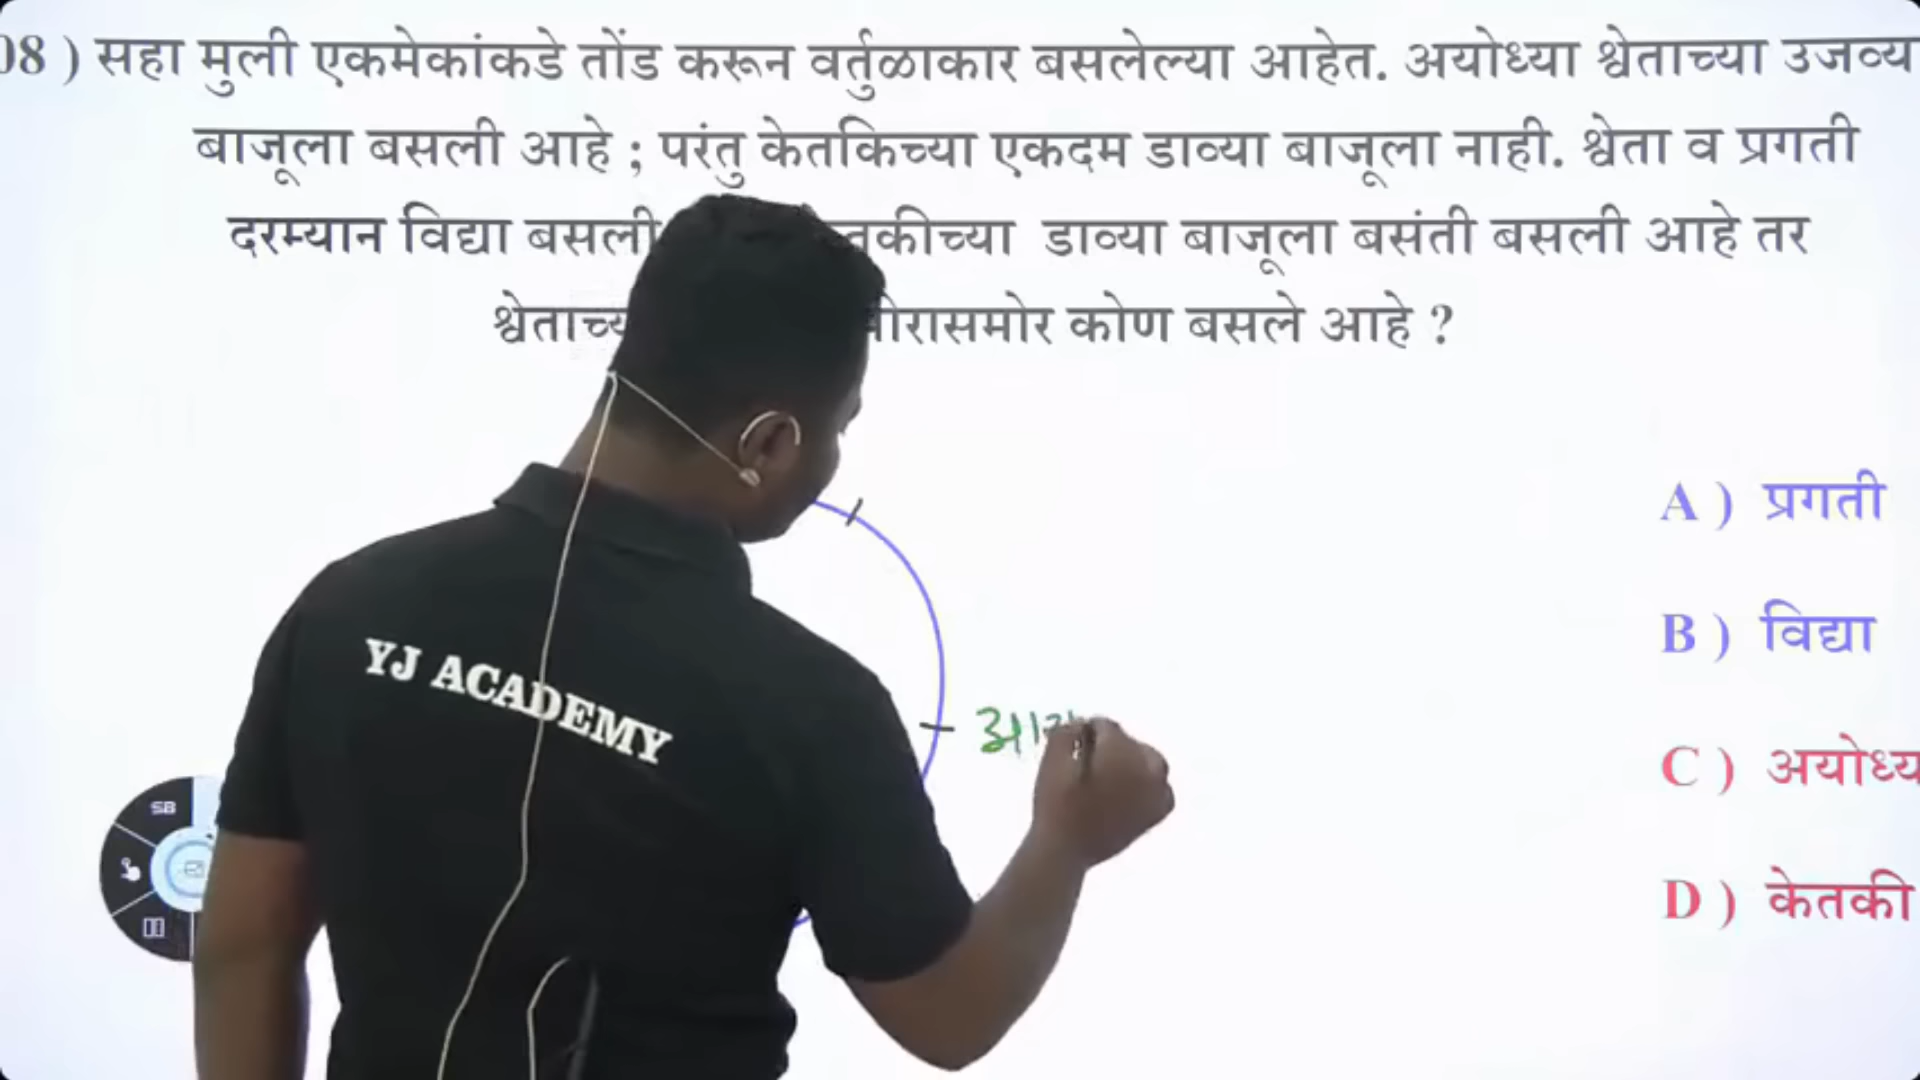 08 ) सहा मुली एकमेकांकडे तोंड करून वर्तुळाकार बसलेल्या आहेत. अयोध्या श्वेताच्या उजव्य
बाजूला बसली आहे ; परंतु केतकिच्या एकदम डाव्या बाजूला नाही. श्वेता व प्रगती
दरम्यान विद्या बसली तकीच्या डाव्या बाजूला बसंती बसली आहे तर
श्वेताच्य मोरासमोर कोण बसले आहे ?
A ) प्रगती
B ) विद्या
C ) अयोध्य
D ) केतकी
YJ ACADEMY
SB